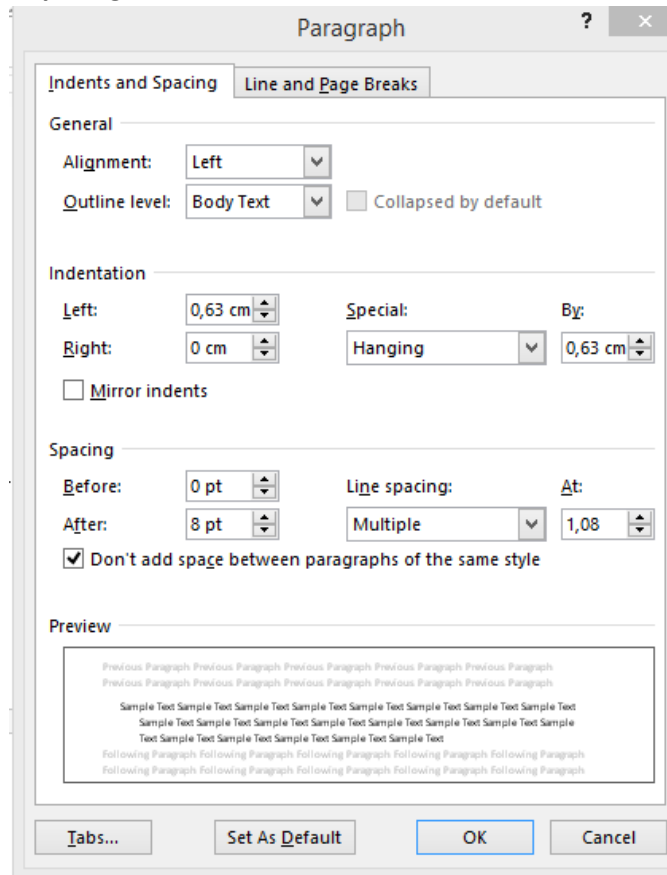 Paragraph ? ×
Indents and Spacing Line and Page Breaks
General
Alignment: Left
Outline level: Body Text Collapsed by default
Indentation
Left: 0,63 cm Special: By:
Right: 0 cm Hanging 0,63 cm
Mirror indents
Spacing
Before: 0 pt Line spacing: At:
After: 8 pt Multiple 1,08
Don't add space between paragraphs of the same style
Preview
Previous Paragraph Previous Paragraph Previous Paragraph Previous Paragraph Previous Paragraph
Previous Paragraph Previous Paragraph Previous Paragraph Previous Paragraph Previous Paragraph
Sample Text Sample Text Sample Text Sample Text Sample Text Sample Text Sample Text Sample Text
Sample Text Sample Text Sample Text Sample Text Sample Text Sample Text Sample Text Sample
Text Sample Text Sample Text Sample Text Sample Text Sample Text
Following Paragraph Following Paragraph Following Paragraph Following Paragraph Following Paragraph
Following Paragraph Following Paragraph Following Paragraph Following Paragraph Following Paragraph
Tabs... Set As Default OK Cancel